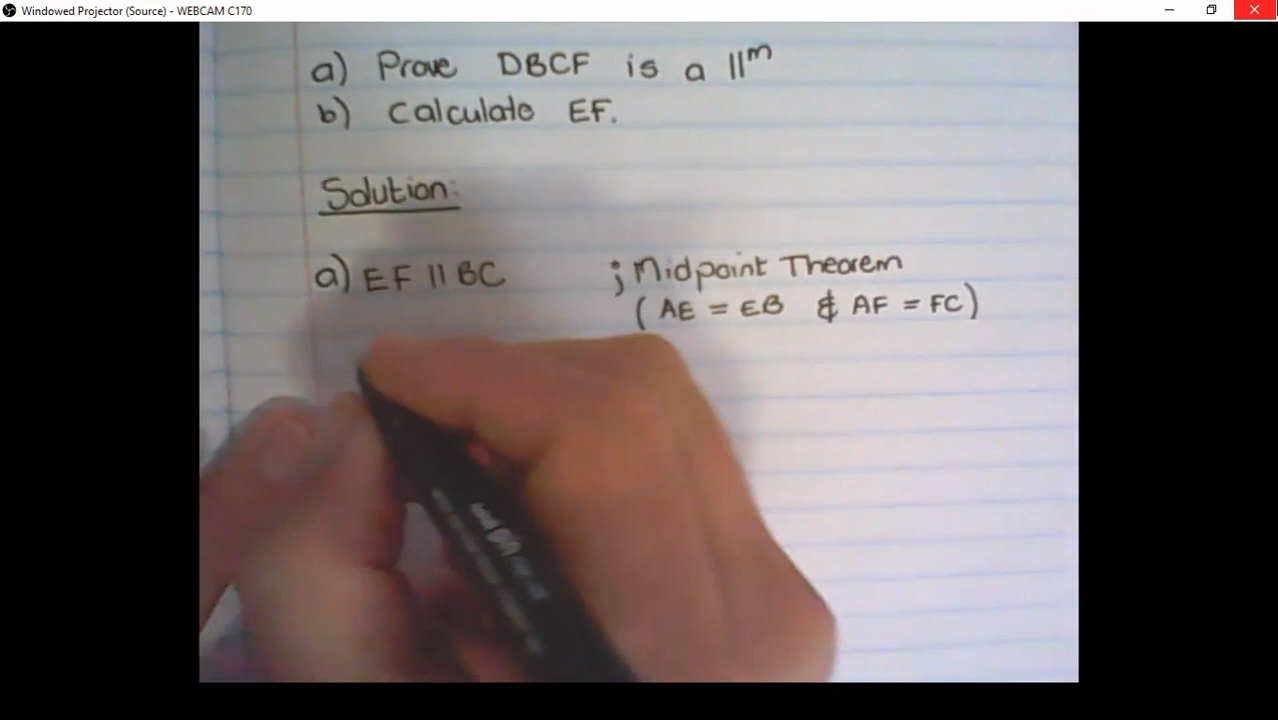 Windowed Projector (Source) - WEBCAM C170
a) Prove DBCF is a ||m
b) Calculate EF.
Solution:
a) EF || BC ; Midpoint Theorem
(AE = EB & AF = FC)